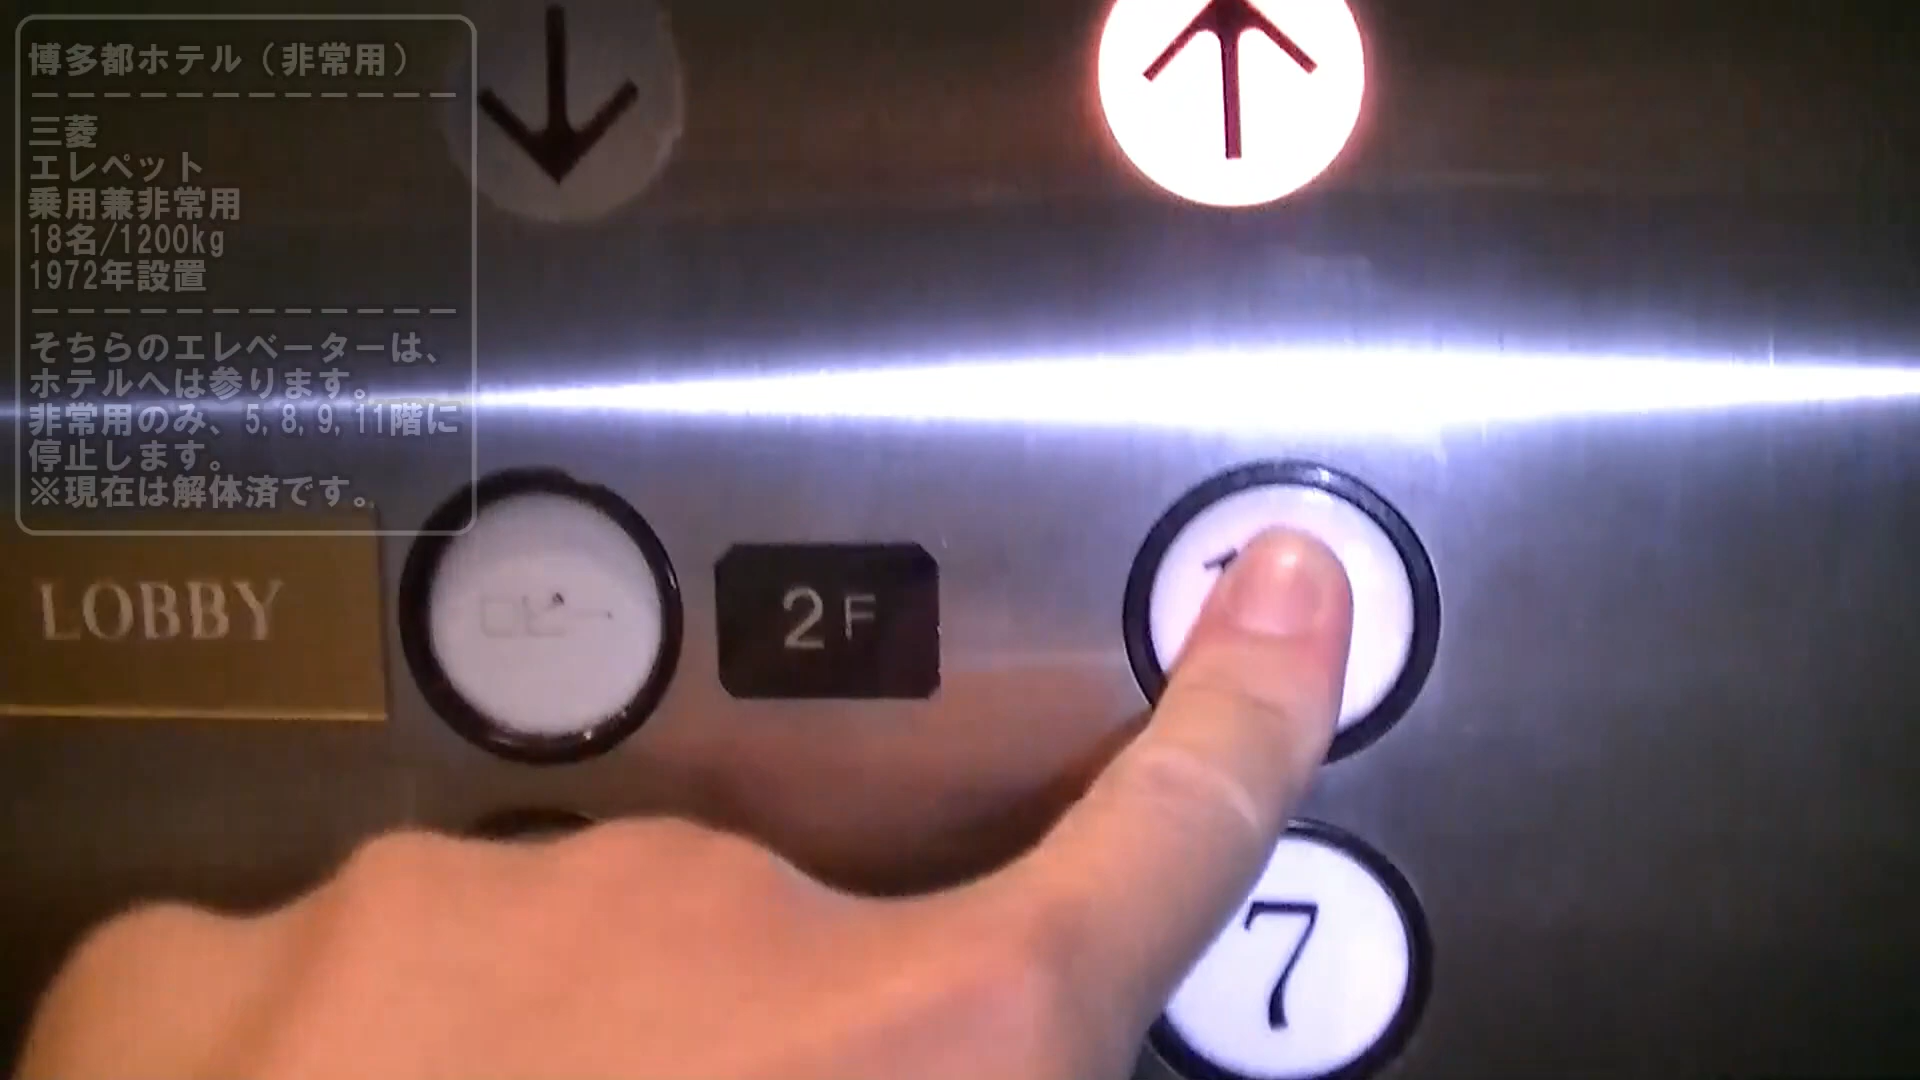 博多都ホテル（非常用）
三菱
エレペット
乗用兼非常用
18名/1200kg
1972年設置
そちらのエレベーターは、
ホテルへは参ります。
非常用のみ、5,8,9,11階に
停止します。
※現在は解体済です。
LOBBY
2F
7